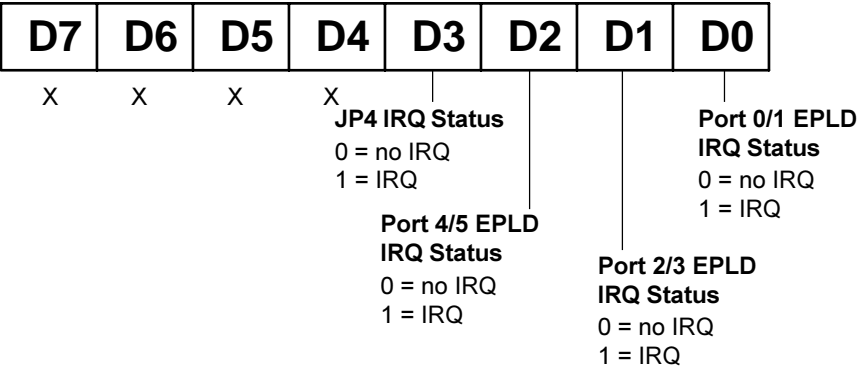 D7 D6 D5 D4 D3 D2 D1 D0
X X X X
JP4 IRQ Status
0 = no IRQ
1 = IRQ
Port 4/5 EPLD
IRQ Status
0 = no IRQ
1 = IRQ
Port 2/3 EPLD
IRQ Status
0 = no IRQ
1 = IRQ
Port 0/1 EPLD
IRQ Status
0 = no IRQ
1 = IRQ